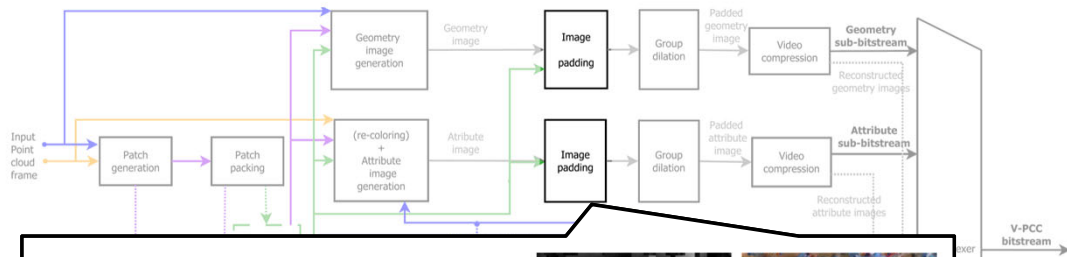 Input
Point
cloud
frame
Patch
generation
Patch
packing
Geometry
image
generation
Geometry
image
Image
padding
Group
dilation
Padded
geometry
image
Video
compression
Geometry
sub-bitstream
Reconstructed
geometry images
(re-coloring)
+
Attribute
image
generation
Atribute
image
Image
padding
Group
dilation
Padded
attribute
image
Video
compression
Attribute
sub-bitstream
Reconstructed
attribute images
exer
V-PCC
bitstream